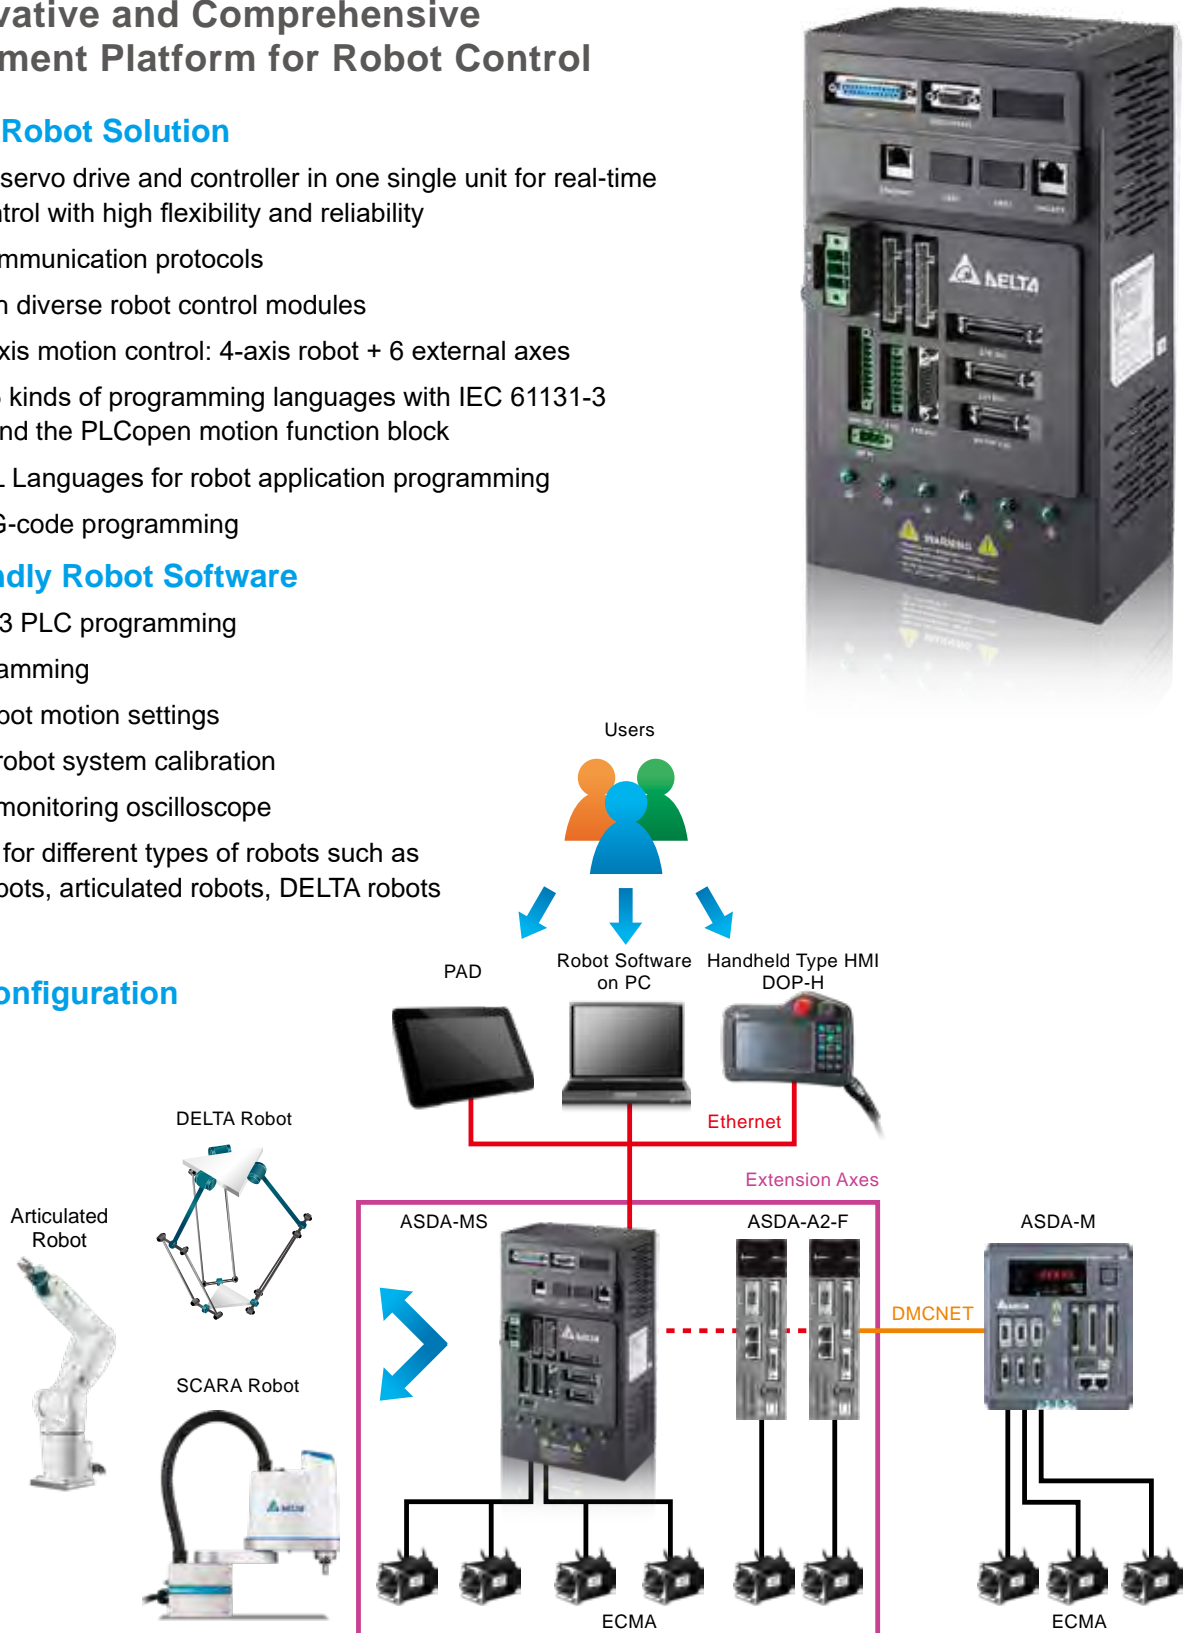 vative and Comprehensive
ment Platform for Robot Control
Robot Solution
servo drive and controller in one single unit for real-time
trol with high flexibility and reliability
mmunication protocols
n diverse robot control modules
xis motion control: 4-axis robot + 6 external axes
kinds of programming languages with IEC 61131-3
nd the PLCopen motion function block
L Languages for robot application programming
G-code programming
ndly Robot Software
3 PLC programming
amming
bot motion settings
robot system calibration
monitoring oscilloscope
for different types of robots such as
bots, articulated robots, DELTA robots
onfiguration
DELTA
WARNING
Users
PAD
Robot Software
on PC
Handheld Type HMI
DOP-H
Ethernet
Extension Axes
DELTA Robot
Articulated
Robot
SCARA Robot
DELTA
ASDA-MS
ASDA-A2-F
ASDA-M
DELTA
DMCNET
ECMA
ECMA